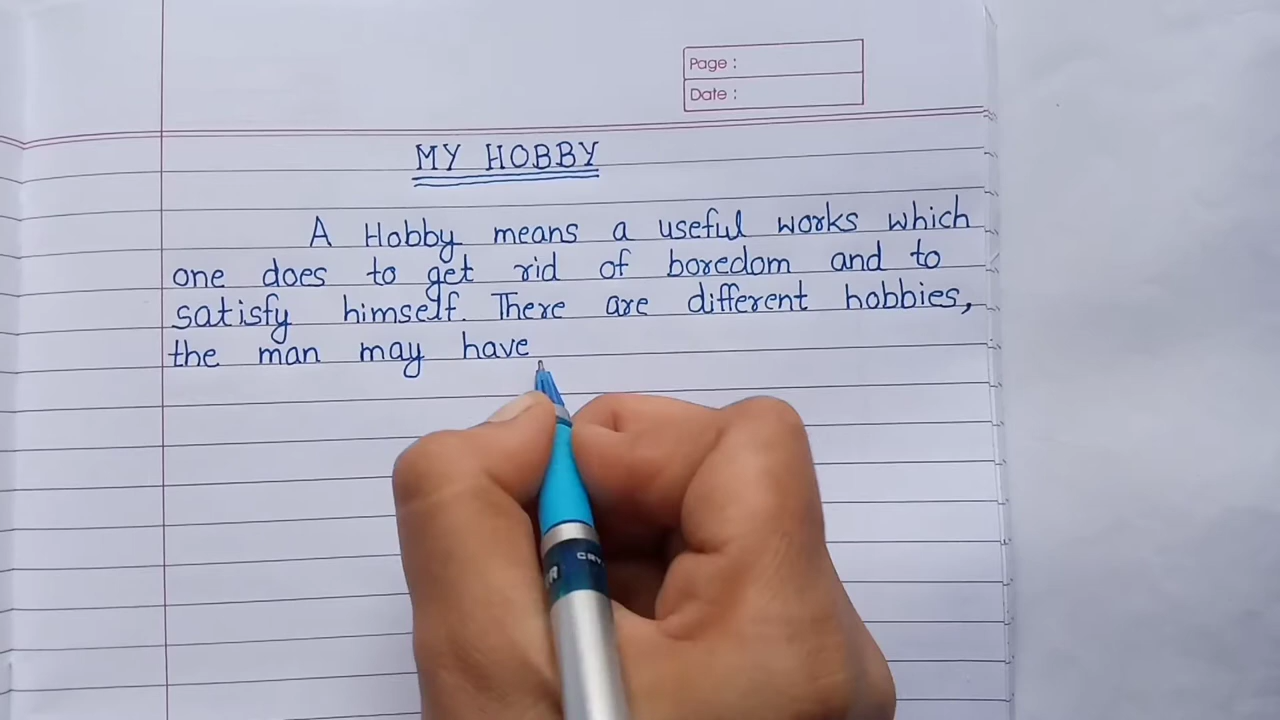 Page :
Date :
MY HOBBY
A Hobby means a useful works which
one does to get rid of boredom and to
satisfy himself. There are different hobbies,
the man may have